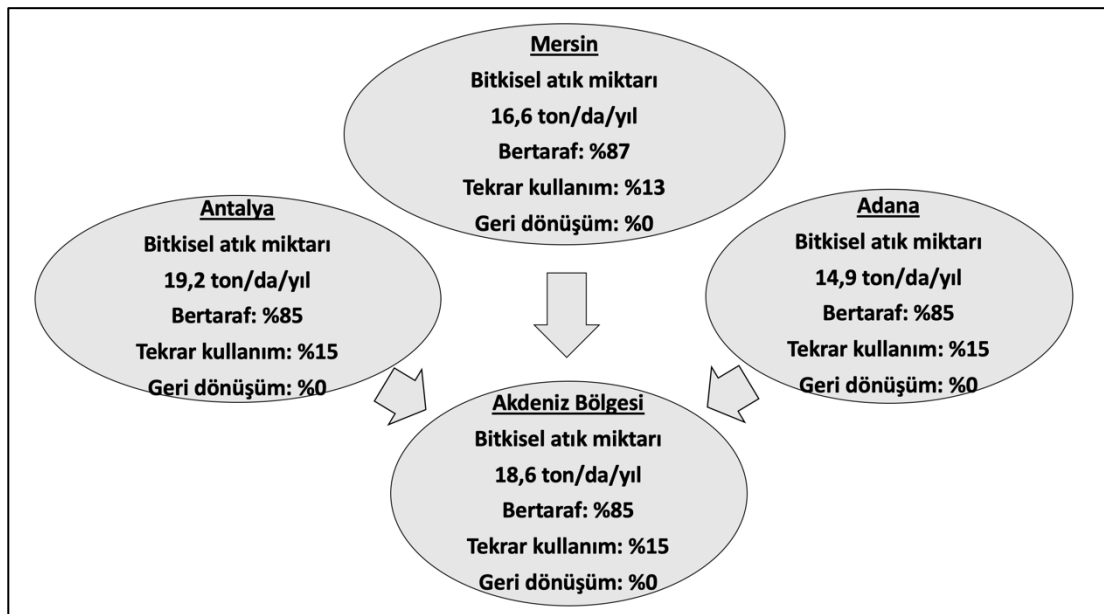 Mersin
Bitkisel atık miktarı
16,6 ton/da/yıl
Bertaraf: %87
Tekrar kullanım: %13
Geri dönüşüm: %0
Antalya
Bitkisel atık miktarı
19,2 ton/da/yıl
Bertaraf: %85
Tekrar kullanım: %15
Geri dönüşüm: %0
Adana
Bitkisel atık miktarı
14,9 ton/da/yıl
Bertaraf: %85
Tekrar kullanım: %15
Geri dönüşüm: %0
Akdeniz Bölgesi
Bitkisel atık miktarı
18,6 ton/da/yıl
Bertaraf: %85
Tekrar kullanım: %15
Geri dönüşüm: %0